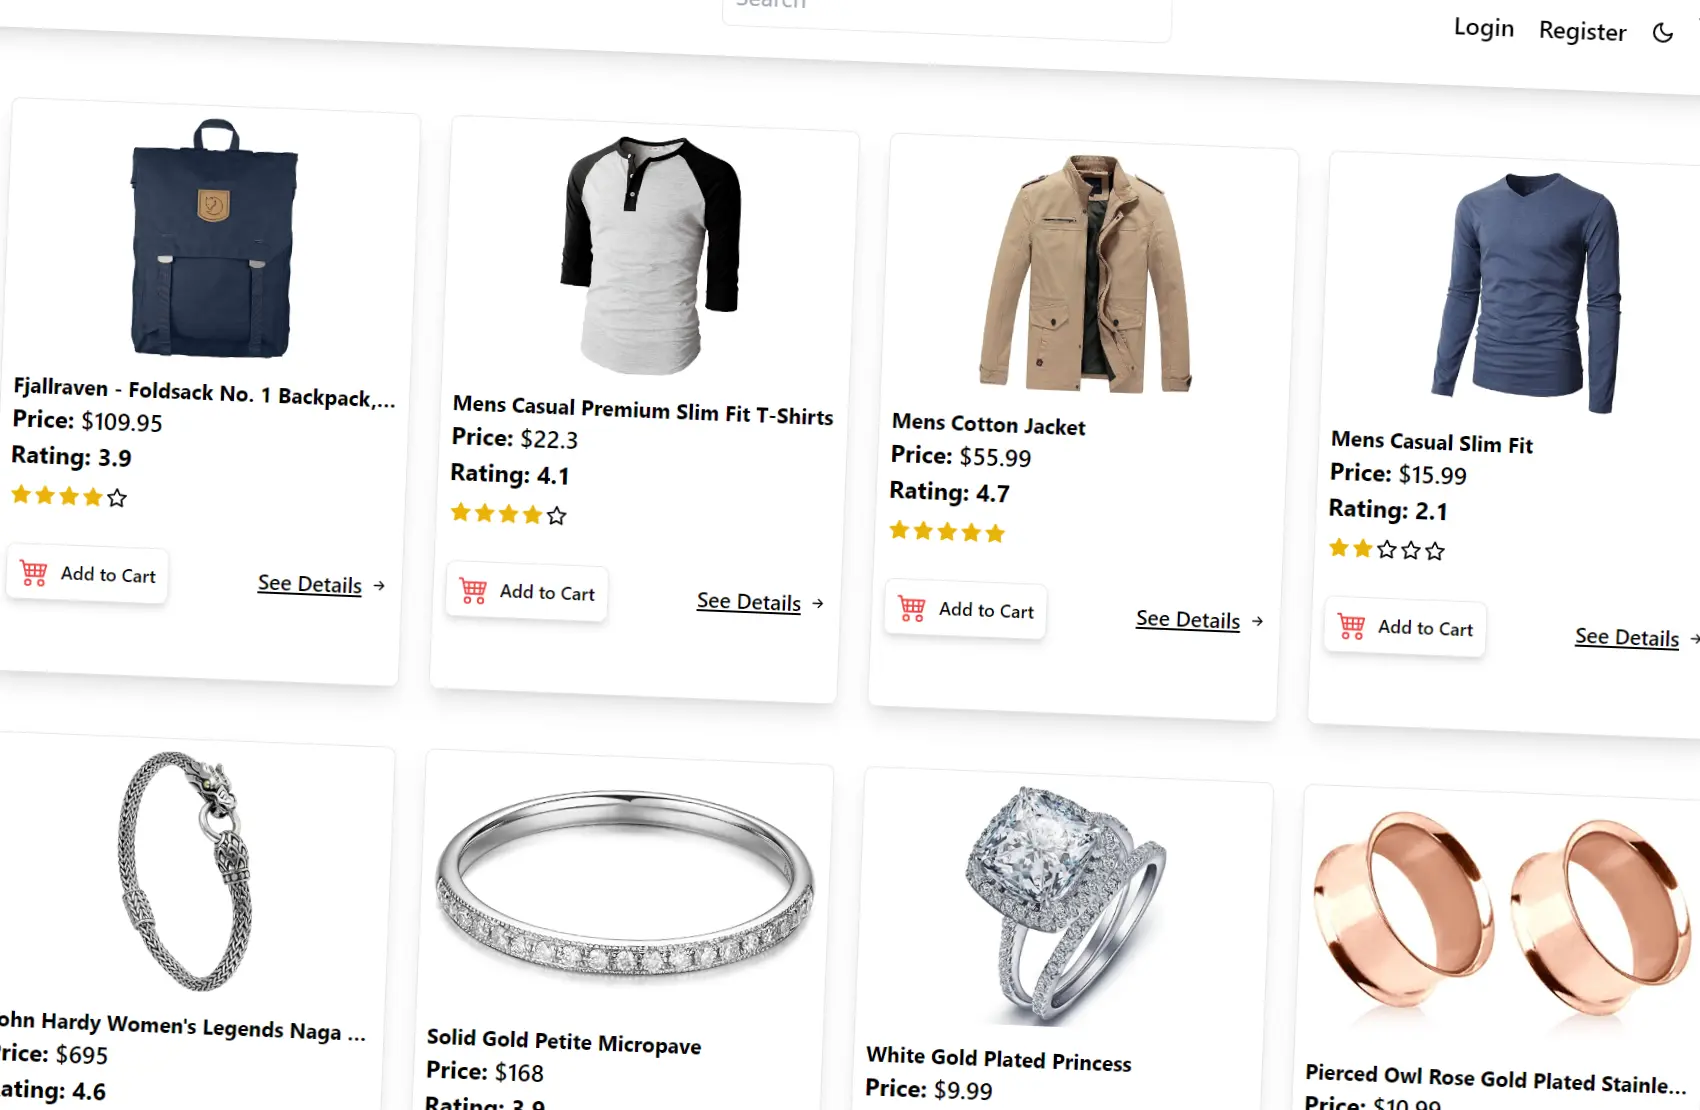 Search
Login Register
Fjallraven - Foldsack No. 1 Backpack,...
Price: $109.95
Rating: 3.9
Add to Cart
See Details →
Mens Casual Premium Slim Fit T-Shirts
Price: $22.3
Rating: 4.1
Add to Cart
See Details →
Mens Cotton Jacket
Price: $55.99
Rating: 4.7
Add to Cart
See Details →
Mens Casual Slim Fit
Price: $15.99
Rating: 2.1
Add to Cart
See Details →
ohn Hardy Women's Legends Naga ...
rice: $695
ating: 4.6
Solid Gold Petite Micropave
Price: $168
Rating: 3.9
White Gold Plated Princess
Price: $9.99
Pierced Owl Rose Gold Plated Stainle...
Price: $10.99